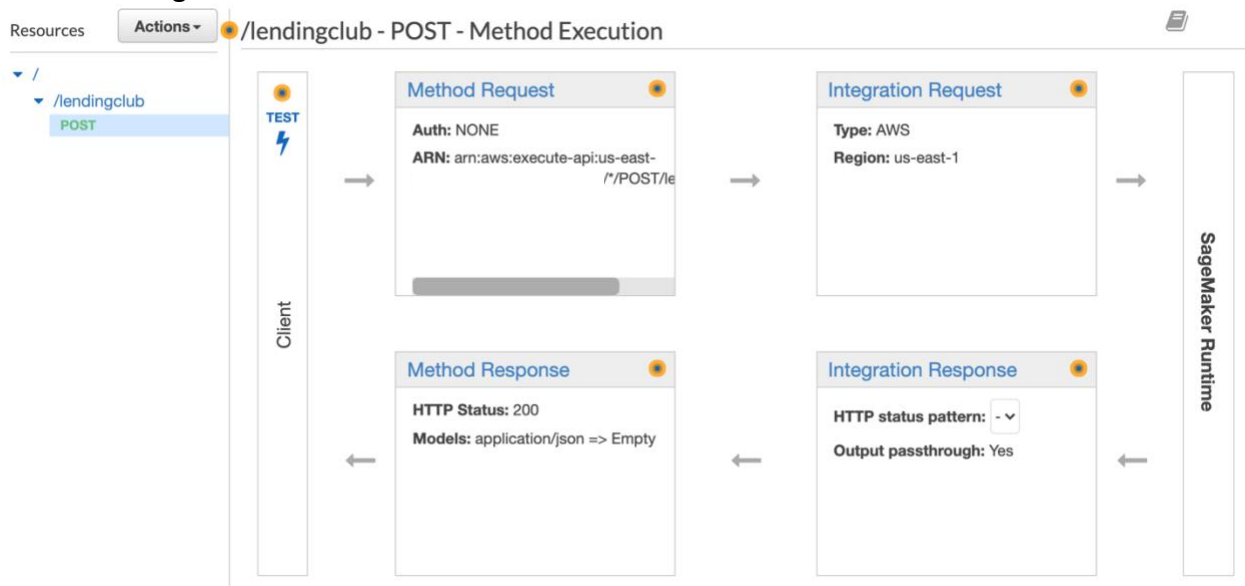 Resources
Actions
/lendingclub - POST - Method Execution
/
/lendingclub
POST
TEST
Client
Method Request
Auth: NONE
ARN: arn:aws:execute-api:us-east-
/*/POST/le
Integration Request
Type: AWS
Region: us-east-1
SageMaker Runtime
Method Response
HTTP Status: 200
Models: application/json => Empty
Integration Response
HTTP status pattern: -
Output passthrough: Yes